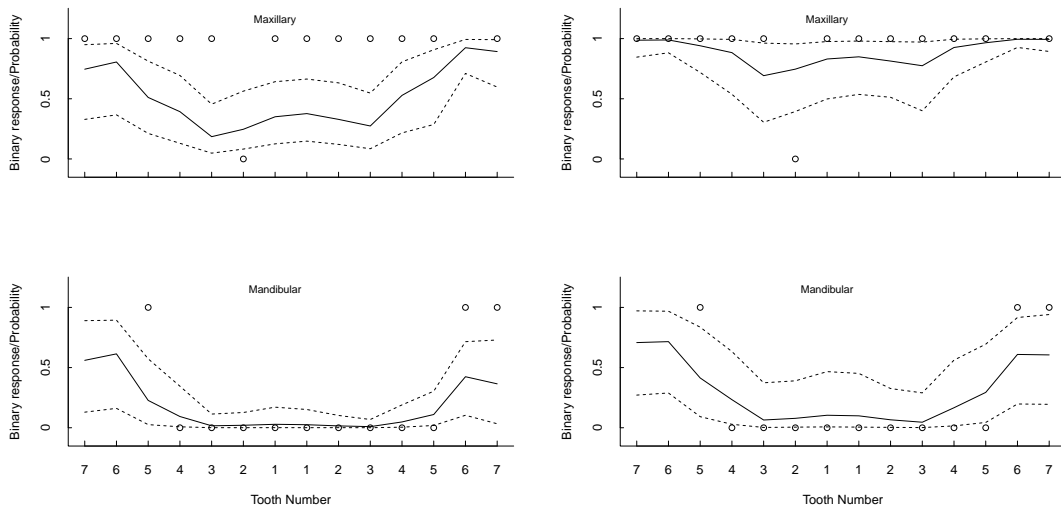 Maxillary
Binary response/Probability
1
0.5
0
Maxillary
Binary response/Probability
1
0.5
0
Mandibular
Binary response/Probability
1
0.5
0
7 6 5 4 3 2 1 1 2 3 4 5 6 7
Tooth Number
Mandibular
Binary response/Probability
1
0.5
0
7 6 5 4 3 2 1 1 2 3 4 5 6 7
Tooth Number